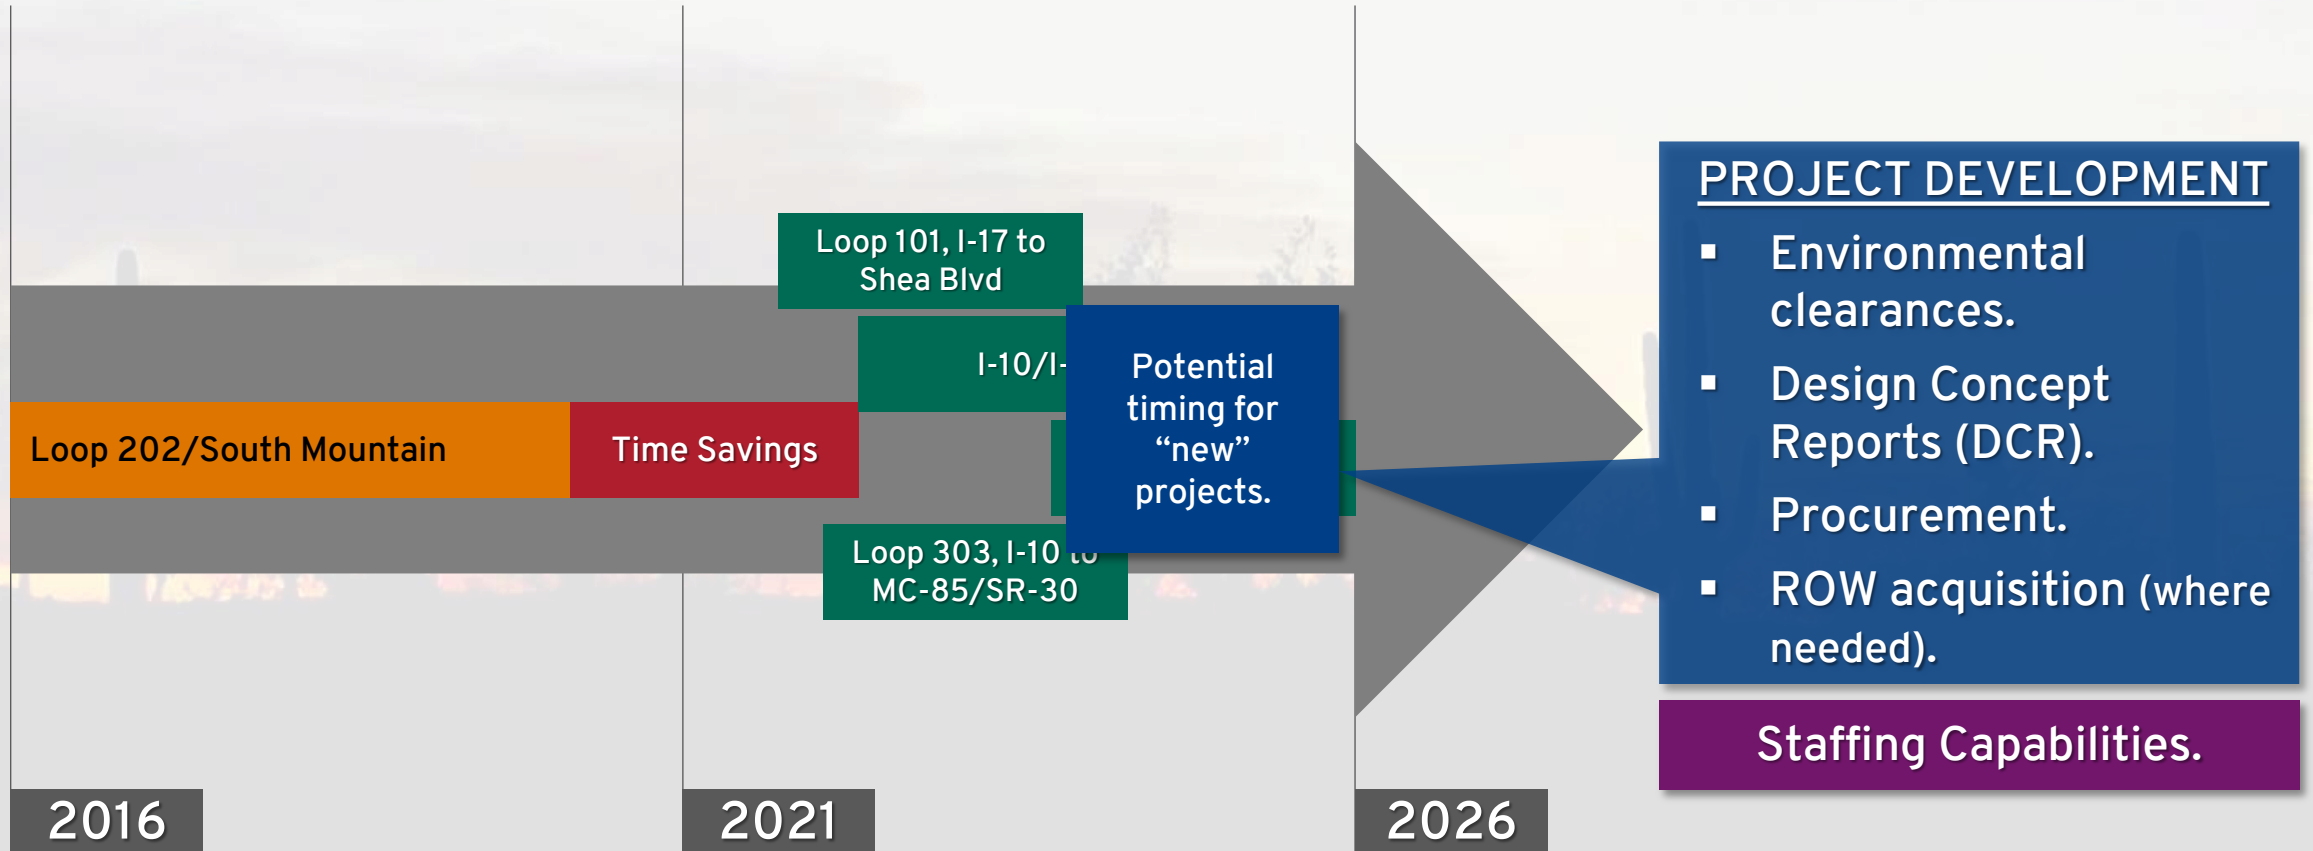 Loop 101, I-17 to
Shea Blvd
I-10/I-
Potential
timing for
“new”
projects.
Loop 202/South Mountain
Time Savings
Loop 303, I-10 to
MC-85/SR-30
PROJECT DEVELOPMENT
▪ Environmental
clearances.
▪ Design Concept
Reports (DCR).
▪ Procurement.
▪ ROW acquisition (where
needed).
Staffing Capabilities.
2016
2021
2026